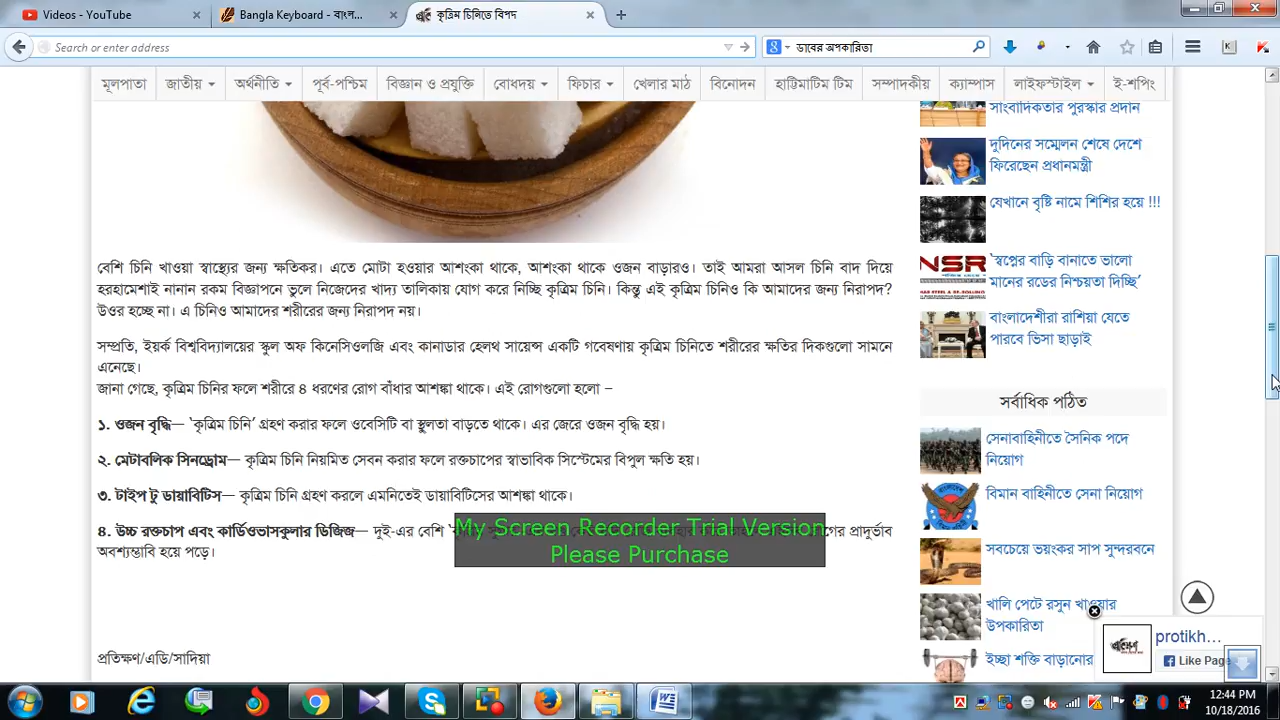 Videos - YouTube
Bangla Keyboard - বাংল...
কৃত্রিম চিনিতে বিপদ
Search or enter address
ডাবের অপকারিতা
মূলপাতা জাতীয় অর্থনীতি পূর্ব-পশ্চিম বিজ্ঞান ও প্রযুক্তি বোধদয় ফিচার খেলার মাঠ বিনোদন হাট্টিমাটিম টিম সম্পাদকীয় ক্যাম্পাস লাইফস্টাইল ই-শপিং
বেশি চিনি খাওয়া স্বাস্থ্যের জন্য ক্ষতিকর। এতে মোটা হওয়ার আশংকা থাকে, আশংকা থাকে ওজন বাড়ারও। তাই আমরা আসল চিনি বাদ দিয়ে
হরহামেশাই নানান রকম বিজ্ঞাপনে ভুলে নিজেদের খাদ্য তালিকায় যোগ করে নিচ্ছি কৃত্রিম চিনি। কিন্তু এই কৃত্রিম চিনিও কি আমাদের জন্য নিরাপদ?
উওর হচ্ছে না। এ চিনিও আমাদের শরীরের জন্য নিরাপদ নয়।
সম্প্রতি, ইয়র্ক বিশ্ববিদ্যালয়ের স্কুল অফ কিনেসিওলজি এবং কানাডার হেলথ সায়েন্স একটি গবেষণায় কৃত্রিম চিনিতে শরীরের ক্ষতির দিকগুলো সামনে
এনেছে।
জানা গেছে, কৃত্রিম চিনির ফলে শরীরে ৪ ধরণের রোগ বাঁধার আশঙ্কা থাকে। এই রোগগুলো হলো –
১. ওজন বৃদ্ধি— ‘কৃত্রিম চিনি’ গ্রহণ করার ফলে ওবেসিটি বা স্থুলতা বাড়তে থাকে। এর জেরে ওজন বৃদ্ধি হয়।
২. মেটাবলিক সিনড্রোম— কৃত্রিম চিনি নিয়মিত সেবন করার ফলে রক্তচাপের স্বাভাবিক সিস্টেমের বিপুল ক্ষতি হয়।
৩. টাইপ টু ডায়াবিটিস— কৃত্রিম চিনি গ্রহণ করলে এমনিতেই ডায়াবিটিসের আশঙ্কা থাকে।
৪. উচ্চ রক্তচাপ এবং কার্ডিওভাসকুলার ডিজিজ— দুই-এর বেশি প্রাদুর্ভাব
অবশ্যম্ভাবি হয়ে পড়ে।
My Screen Recorder Trial Version
Please Purchase
প্রতিক্ষণ/এডি/সাদিয়া
সাংবাদিকতার পুরস্কার প্রদান
দুদিনের সম্মেলন শেষে দেশে
ফিরেছেন প্রধানমন্ত্রী
যেখানে বৃষ্টি নামে শিশির হয়ে !!!
‘স্বপ্নের বাড়ি বানাতে ভালো
মানের রডের নিশ্চয়তা দিচ্ছি’
NSR
বাংলাদেশীরা রাশিয়া যেতে
পারবে ভিসা ছাড়াই
সর্বাধিক পঠিত
সেনাবাহিনীতে সৈনিক পদে
নিয়োগ
বিমান বাহিনীতে সেনা নিয়োগ
সবচেয়ে ভয়ংকর সাপ সুন্দরবনে
খালি পেটে রসুন খাওয়ার
উপকারিতা
ইচ্ছা শক্তি বাড়ানোর
protikh...
Like Page
12:44 PM
10/18/2016